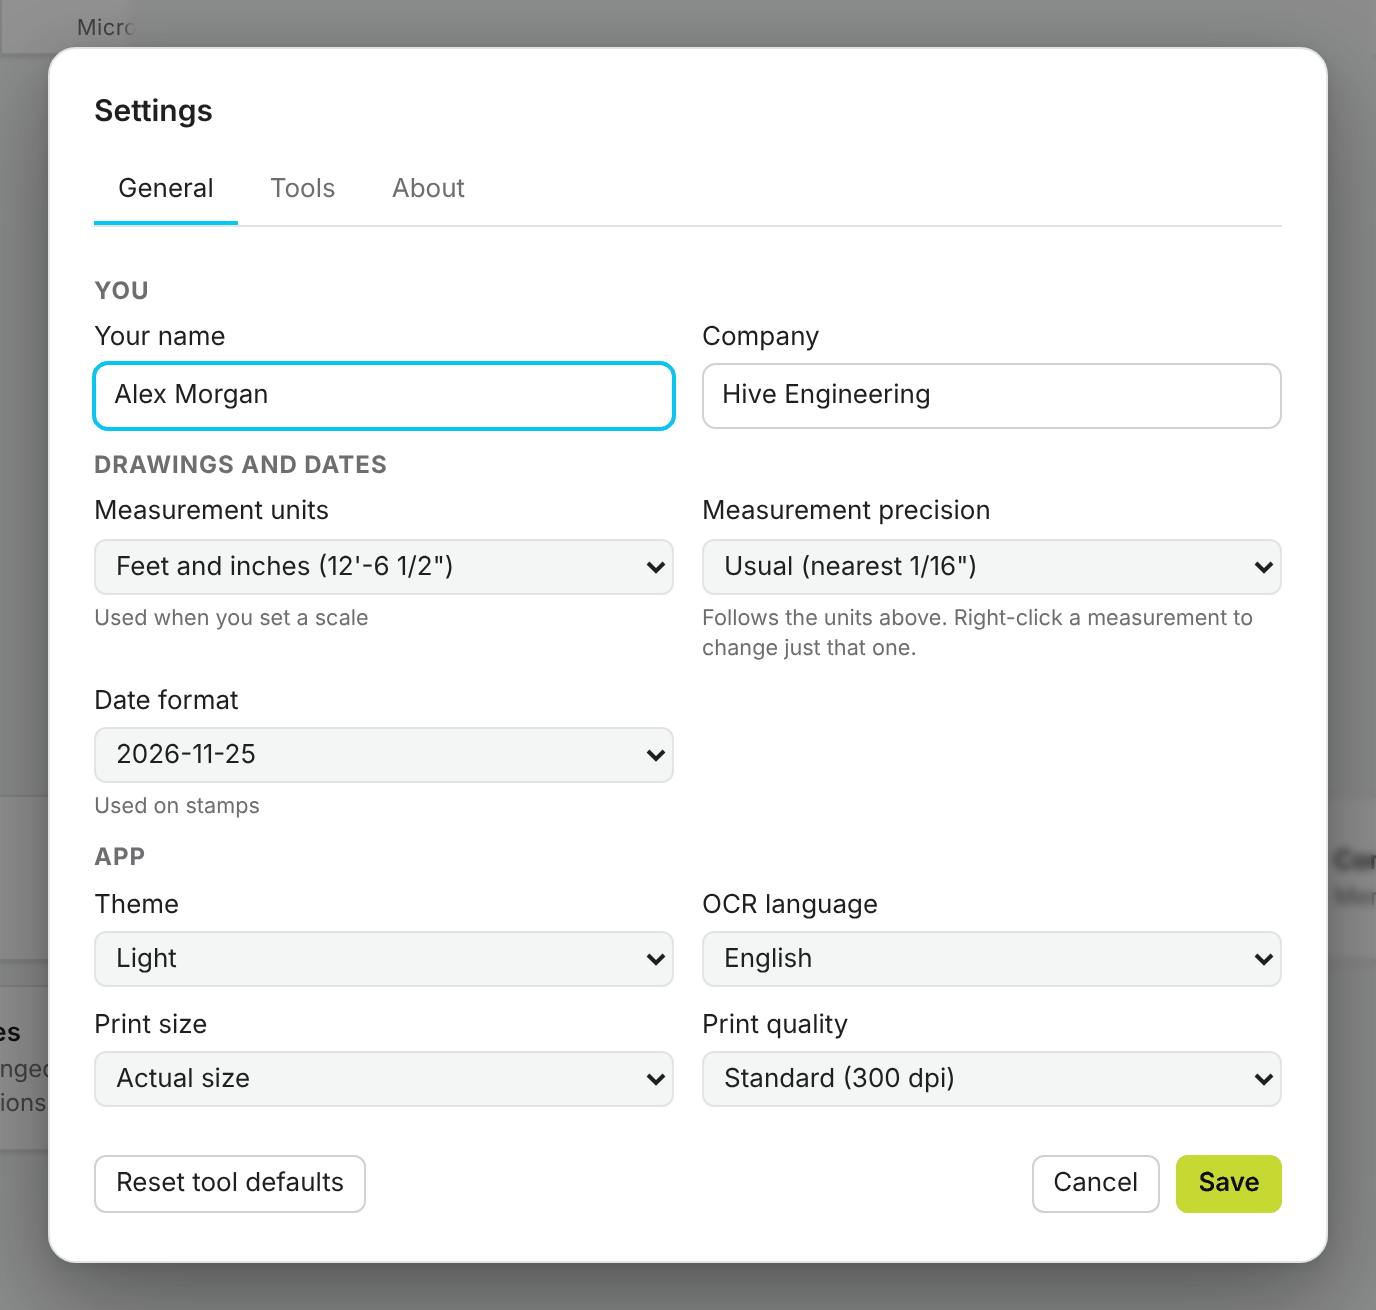 Micro
Settings
General Tools About
YOU
Your name Company
Alex Morgan Hive Engineering
DRAWINGS AND DATES
Measurement units Measurement precision
Feet and inches (12'-6 1/2") Usual (nearest 1/16")
Used when you set a scale Follows the units above. Right-click a measurement to
change just that one.
Date format
2026-11-25
Used on stamps
APP
Theme OCR language
Light English
Print size Print quality
Actual size Standard (300 dpi)
Reset tool defaults Cancel Save